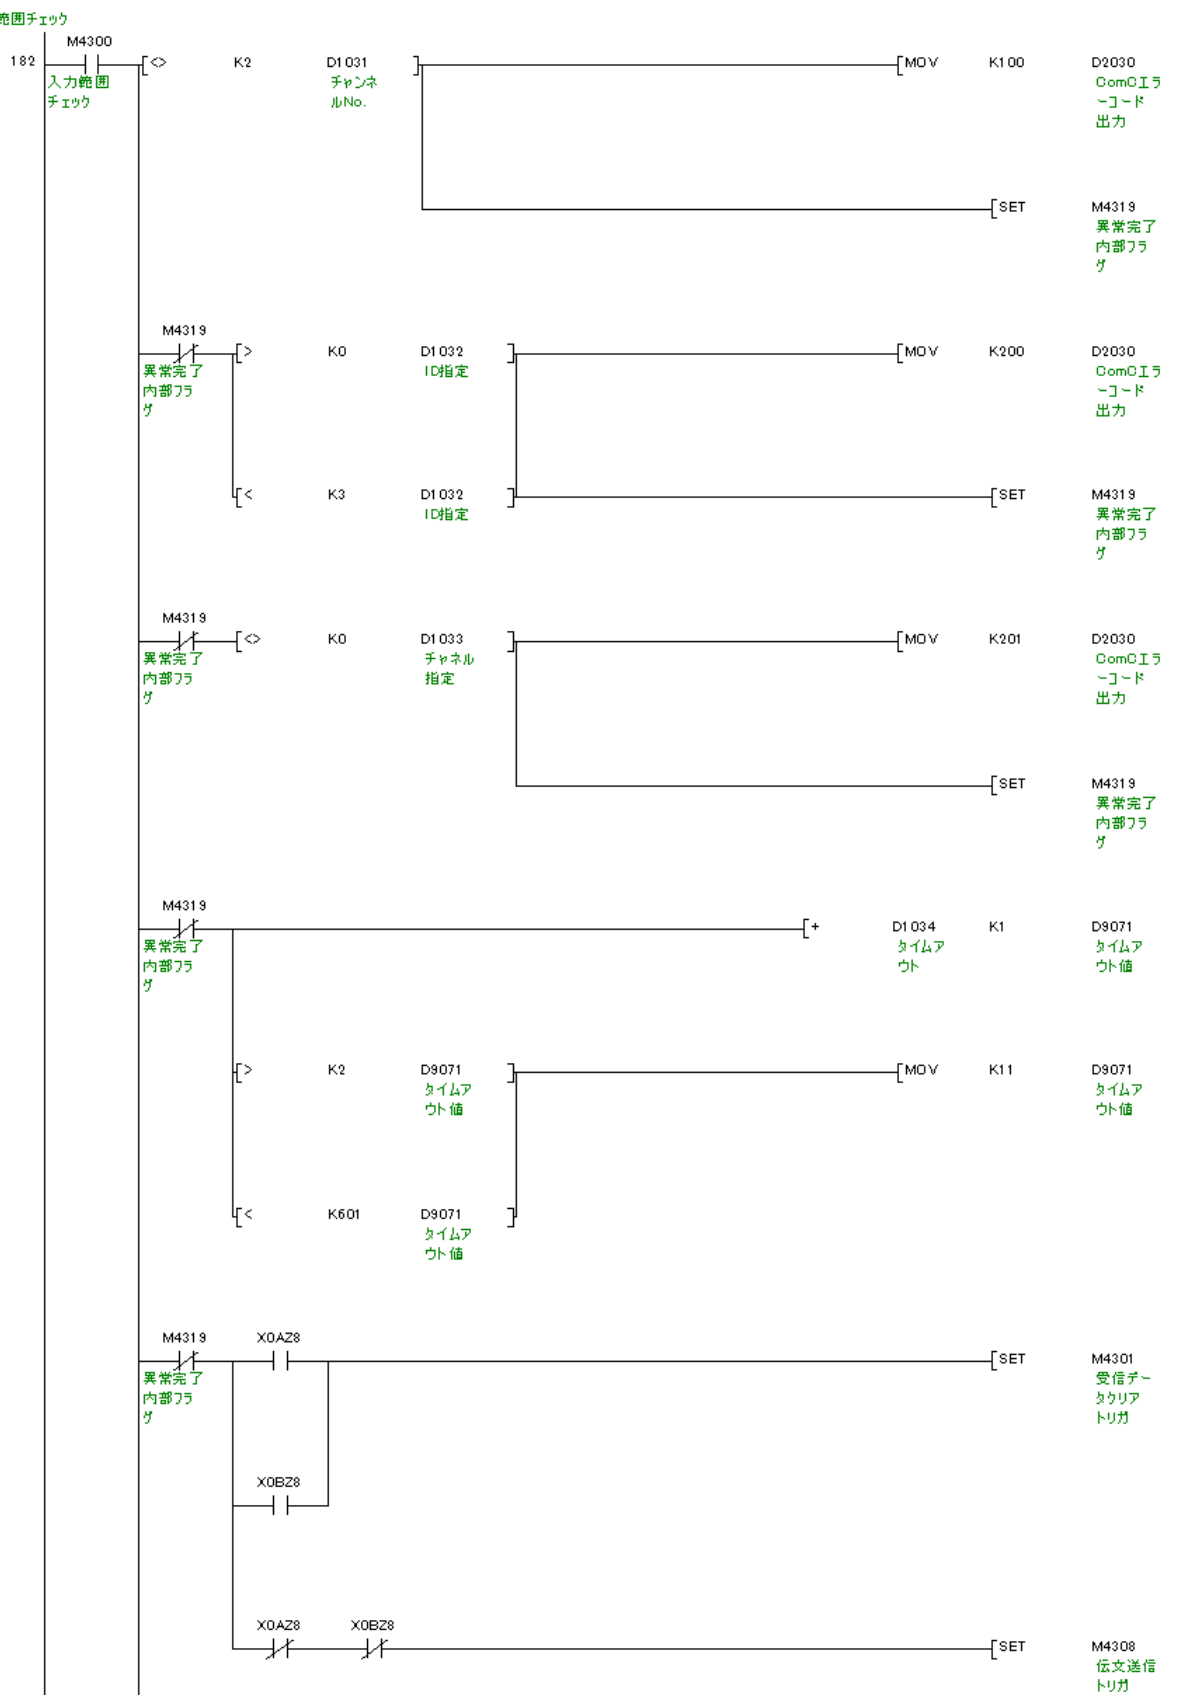 範囲チェック
M4300
182 [<> K2 D1031 ] [MOV K100 D2030
入力範囲
チェック
チャンネ
ルNo.
ComCエラ
ーコード
出力
[SET M4319
異常完了
内部フラ
グ
M4319
[> K0 D1032 ] [MOV K200 D2030
異常完了
内部フラ
グ
ID指定
ComCエラ
ーコード
出力
[< K3 D1032 ] [SET M4319
ID指定
異常完了
内部フラ
グ
M4319
[<> K0 D1033 ] [MOV K201 D2030
異常完了
内部フラ
グ
チャネル
指定
ComCエラ
ーコード
出力
[SET M4319
異常完了
内部フラ
グ
M4319
[+ D1034 K1 D9071
異常完了
内部フラ
グ
タイムア
ウト
タイムア
ウト値
[> K2 D9071 ] [MOV K11 D9071
タイムア
ウト値
タイムア
ウト値
[< K601 D9071 ]
タイムア
ウト値
M4319 X0AZ8
[SET M4301
異常完了
内部フラ
グ
受信デー
タクリア
トリガ
X0BZ8
X0AZ8 X0BZ8
[SET M4308
伝文送信
トリガ